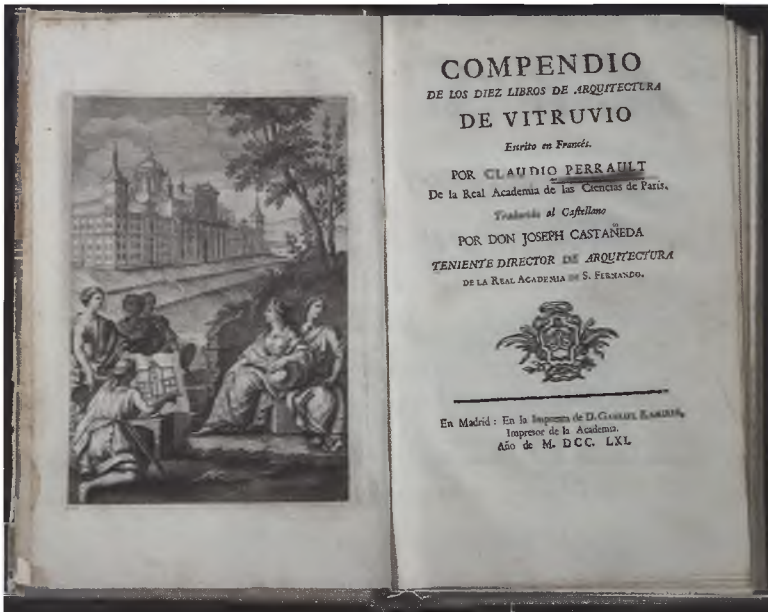 COMPENDIO
DE LOS DIEZ LIBROS DE ARQUITECTURA
DE VITRUVIO
Escrito en Francés.
POR CLAUDIO PERRAULT
De la Real Academia de las Ciencias de París.
Traducido al Castellano
POR DON JOSEPH CASTAÑEDA
TENIENTE DIRECTOR DE ARQUITECTURA
DE LA REAL ACADEMIA DE S. FERNANDO.
En Madrid: En la Imprenta de D. GABRIEL RAMIREZ,
Impresor de la Academia.
Año de M. DCC. LXI.